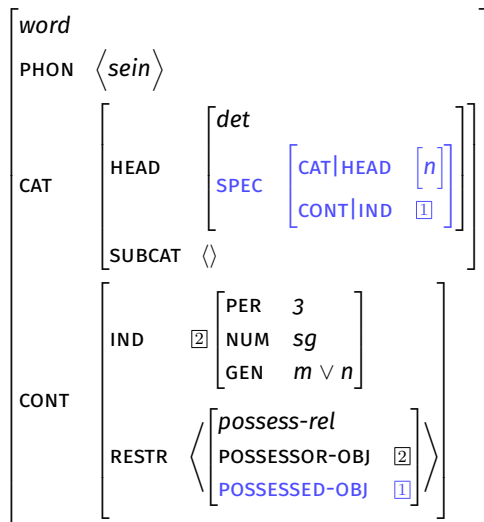 word
PHON ⟨sein⟩
det
HEAD
SPEC CAT|HEAD [n]
CONT|IND 1
CAT
SUBCAT ⟨⟩
PER 3
IND 2 NUM sg
GEN m ∨ n
CONT
possess-rel
RESTR ⟨ POSSESSOR-OBJ 2 ⟩
POSSESSED-OBJ 1